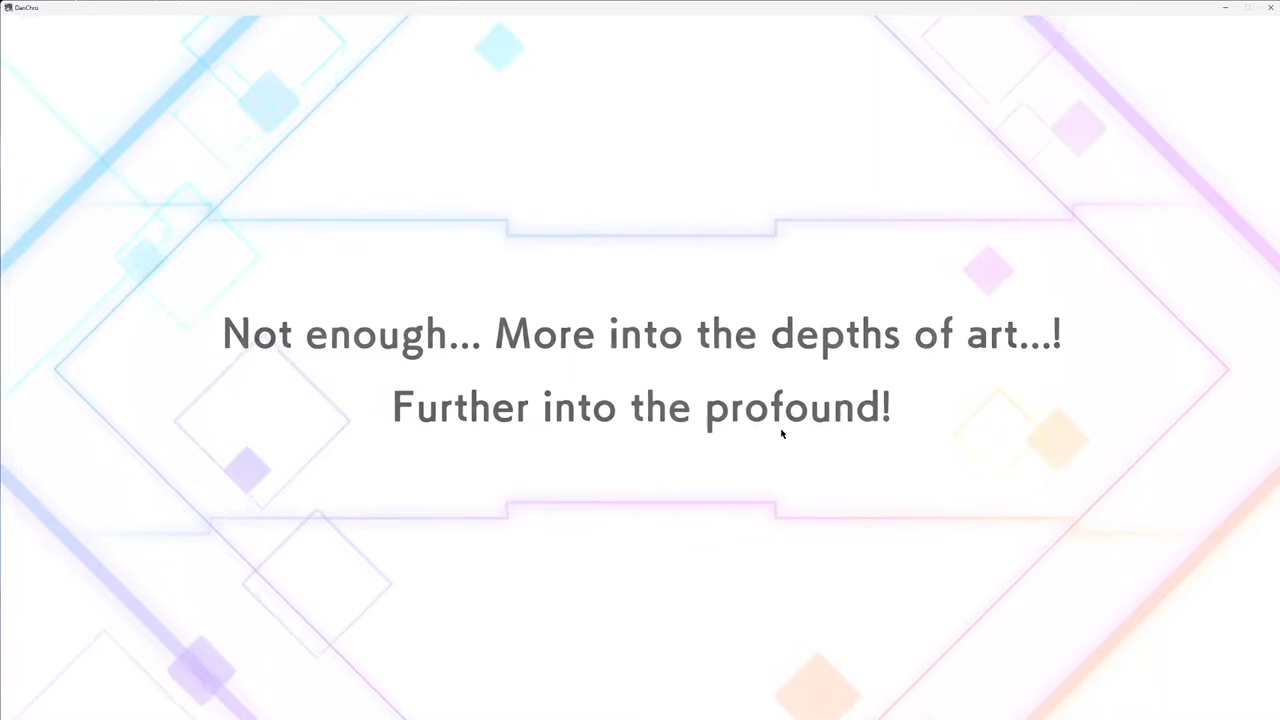 DanChro
Not enough... More into the depths of art...!
Further into the profound!